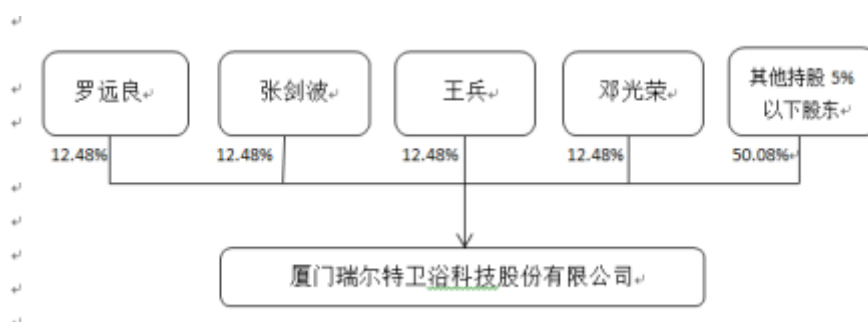 罗远良
张剑波
王兵
邓光荣
其他持股 5%
以下股东
12.48%
12.48%
12.48%
12.48%
50.08%
厦门瑞尔特卫浴科技股份有限公司